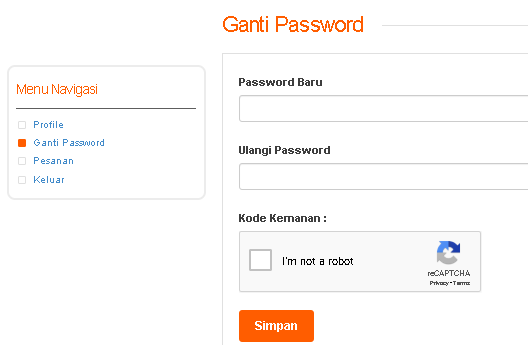 Ganti Password
Menu Navigasi
Profile
Ganti Password
Pesanan
Keluar
Password Baru
Ulangi Password
Kode Kemanan :
I'm not a robot
reCAPTCHA
Privacy - Terms
Simpan